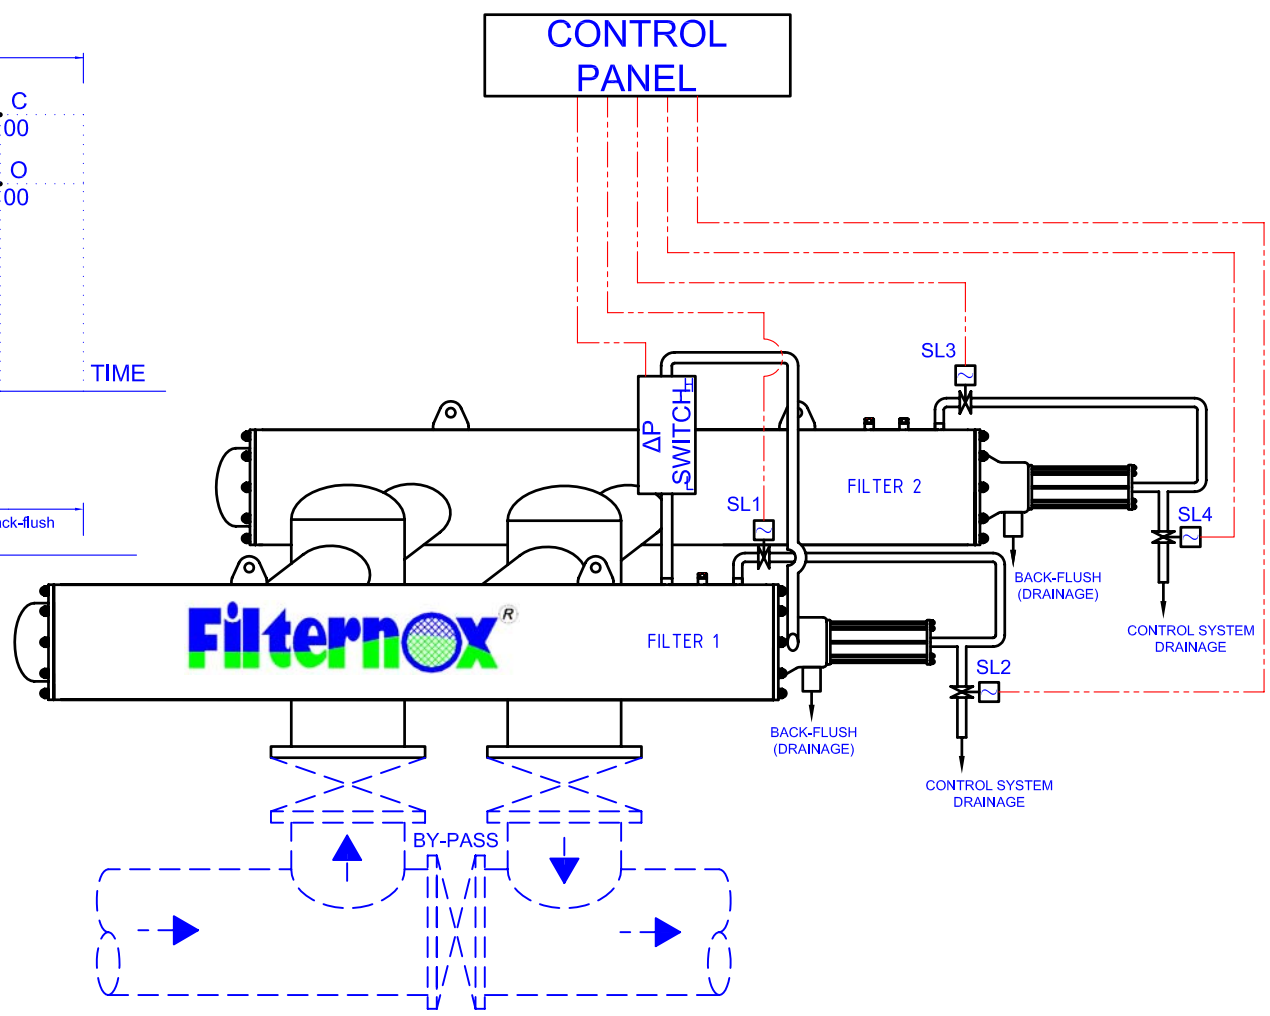 CONTROL
PANEL
C
00
O
00
TIME
SL3
ΔP
SWITCH
H
L
FILTER 2
SL1
SL4
ck-flush
BACK-FLUSH
(DRAINAGE)
CONTROL SYSTEM
DRAINAGE
Filternox®
FILTER 1
SL2
BACK-FLUSH
(DRAINAGE)
CONTROL SYSTEM
DRAINAGE
BY-PASS